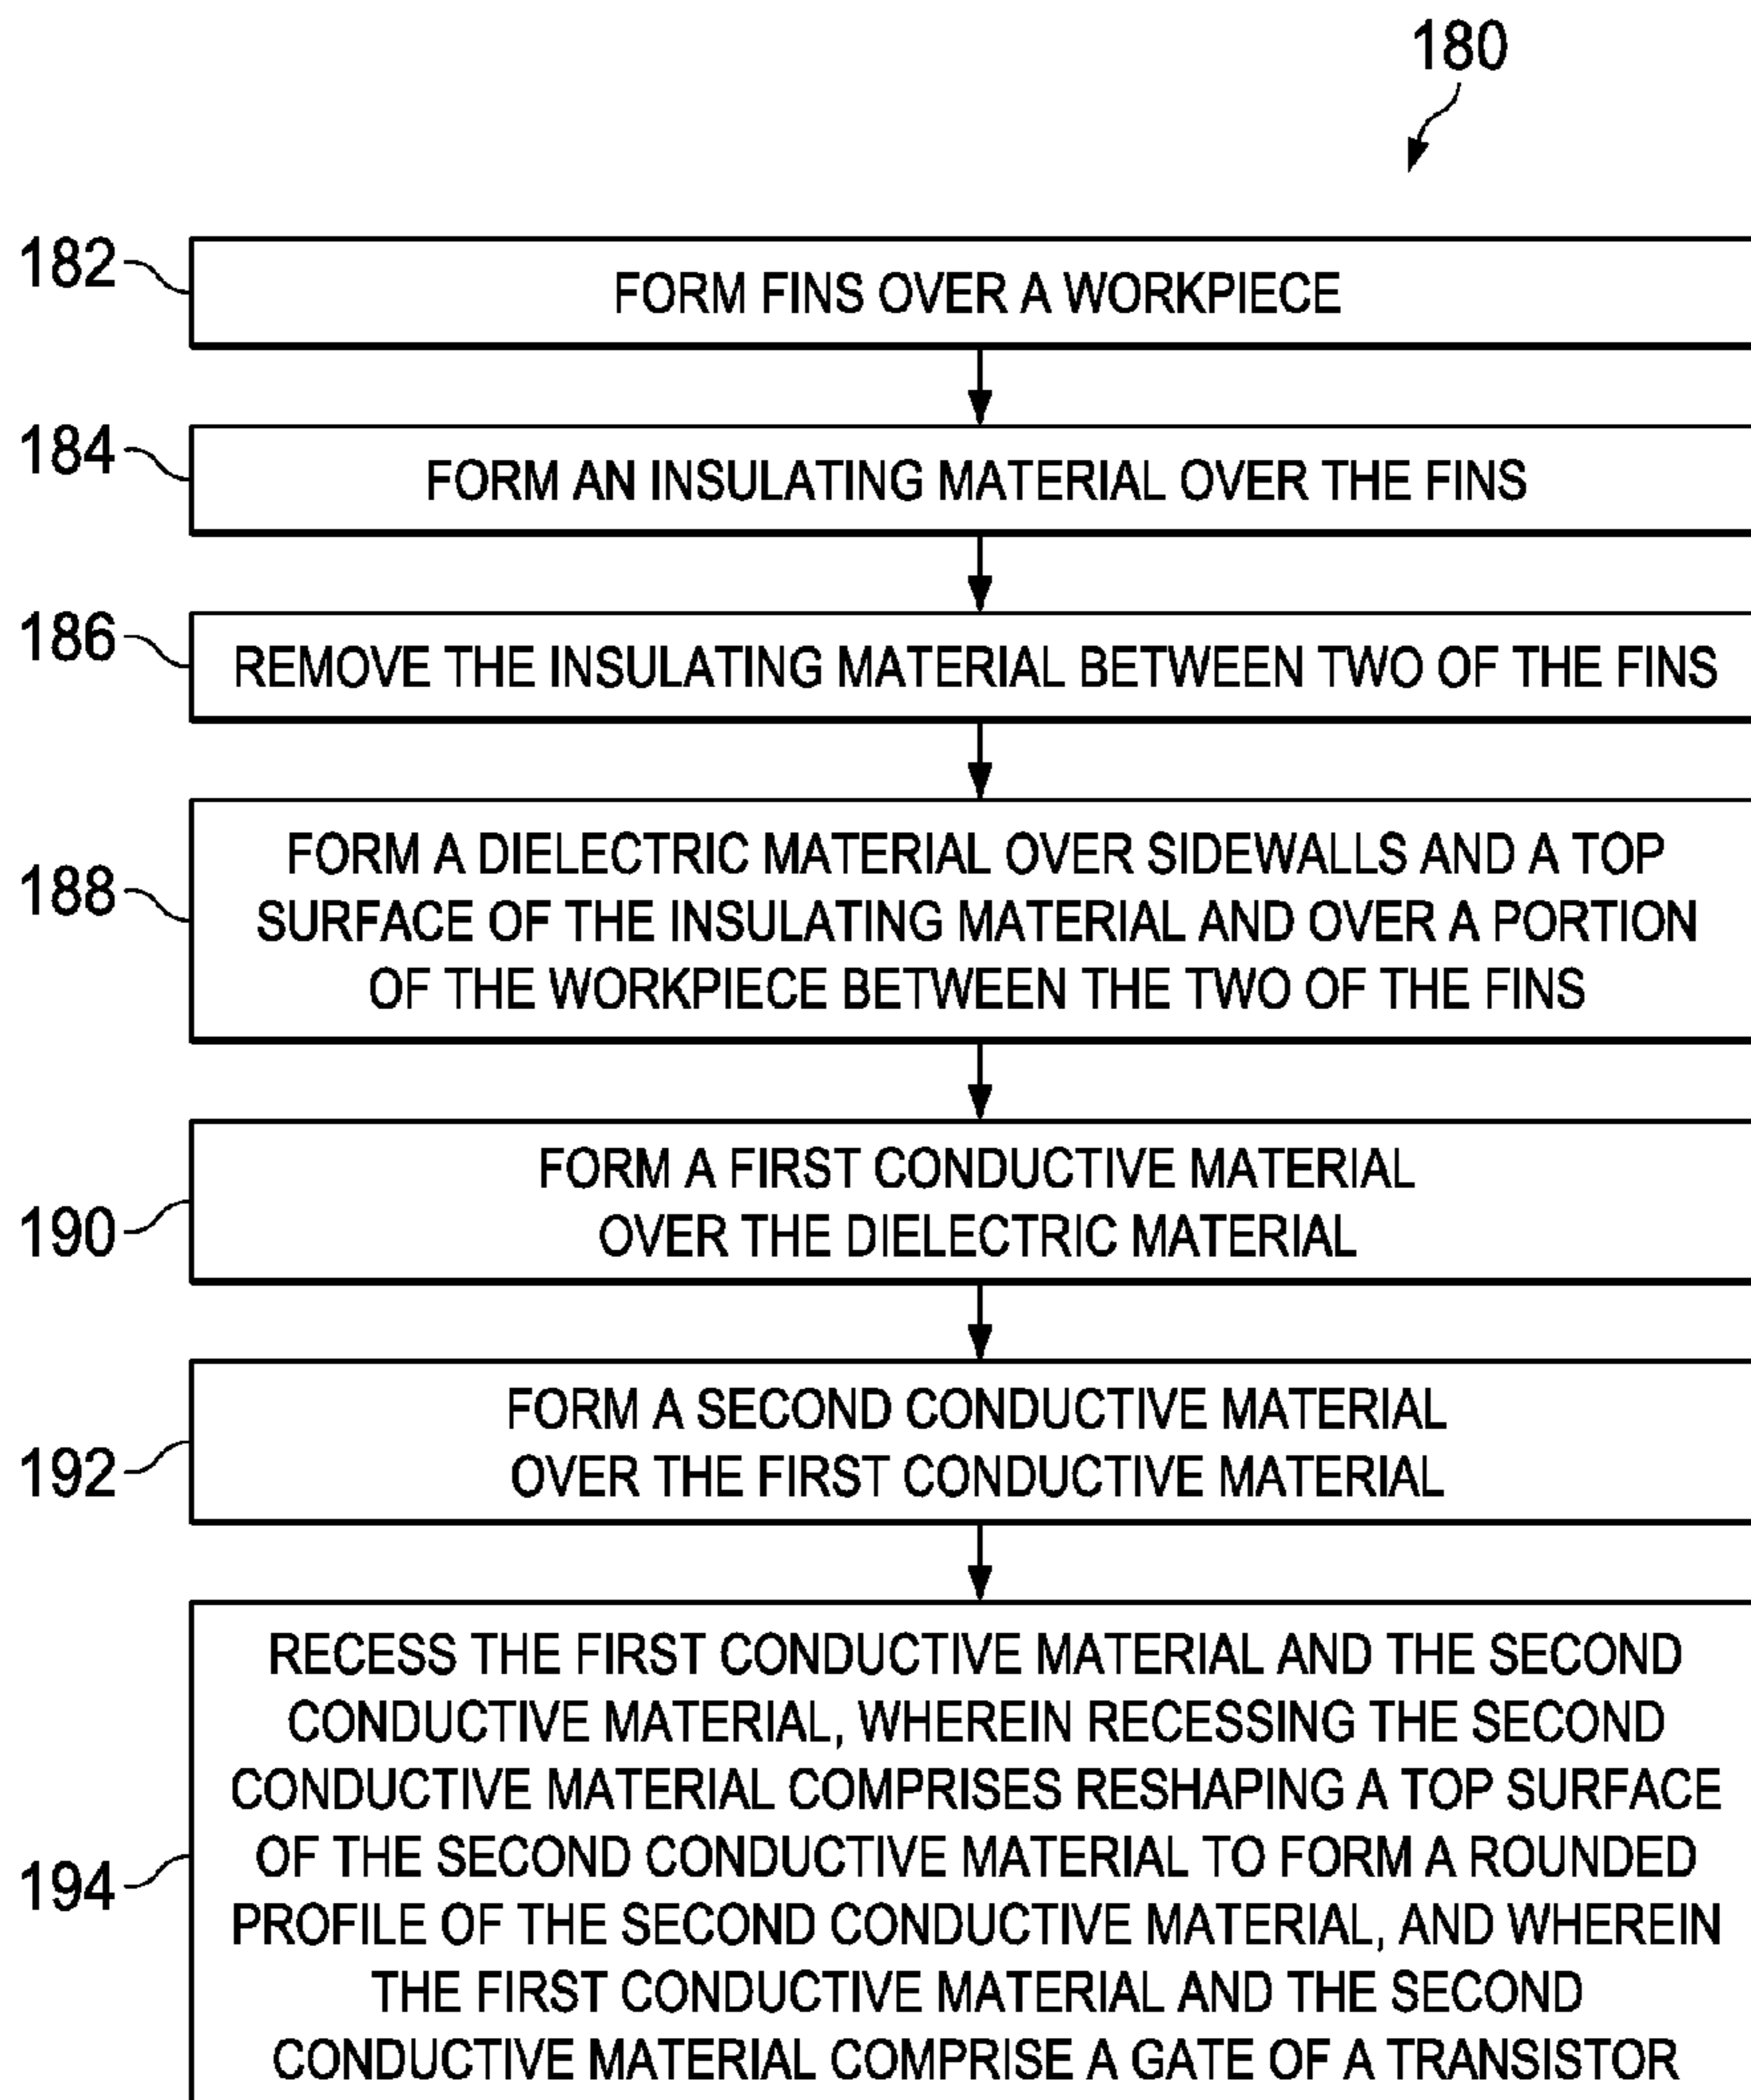 180
182
FORM FINS OVER A WORKPIECE
184
FORM AN INSULATING MATERIAL OVER THE FINS
186
REMOVE THE INSULATING MATERIAL BETWEEN TWO OF THE FINS
188
FORM A DIELECTRIC MATERIAL OVER SIDEWALLS AND A TOP
SURFACE OF THE INSULATING MATERIAL AND OVER A PORTION
OF THE WORKPIECE BETWEEN THE TWO OF THE FINS
190
FORM A FIRST CONDUCTIVE MATERIAL
OVER THE DIELECTRIC MATERIAL
192
FORM A SECOND CONDUCTIVE MATERIAL
OVER THE FIRST CONDUCTIVE MATERIAL
194
RECESS THE FIRST CONDUCTIVE MATERIAL AND THE SECOND
CONDUCTIVE MATERIAL, WHEREIN RECESSING THE SECOND
CONDUCTIVE MATERIAL COMPRISES RESHAPING A TOP SURFACE
OF THE SECOND CONDUCTIVE MATERIAL TO FORM A ROUNDED
PROFILE OF THE SECOND CONDUCTIVE MATERIAL, AND WHEREIN
THE FIRST CONDUCTIVE MATERIAL AND THE SECOND
CONDUCTIVE MATERIAL COMPRISE A GATE OF A TRANSISTOR